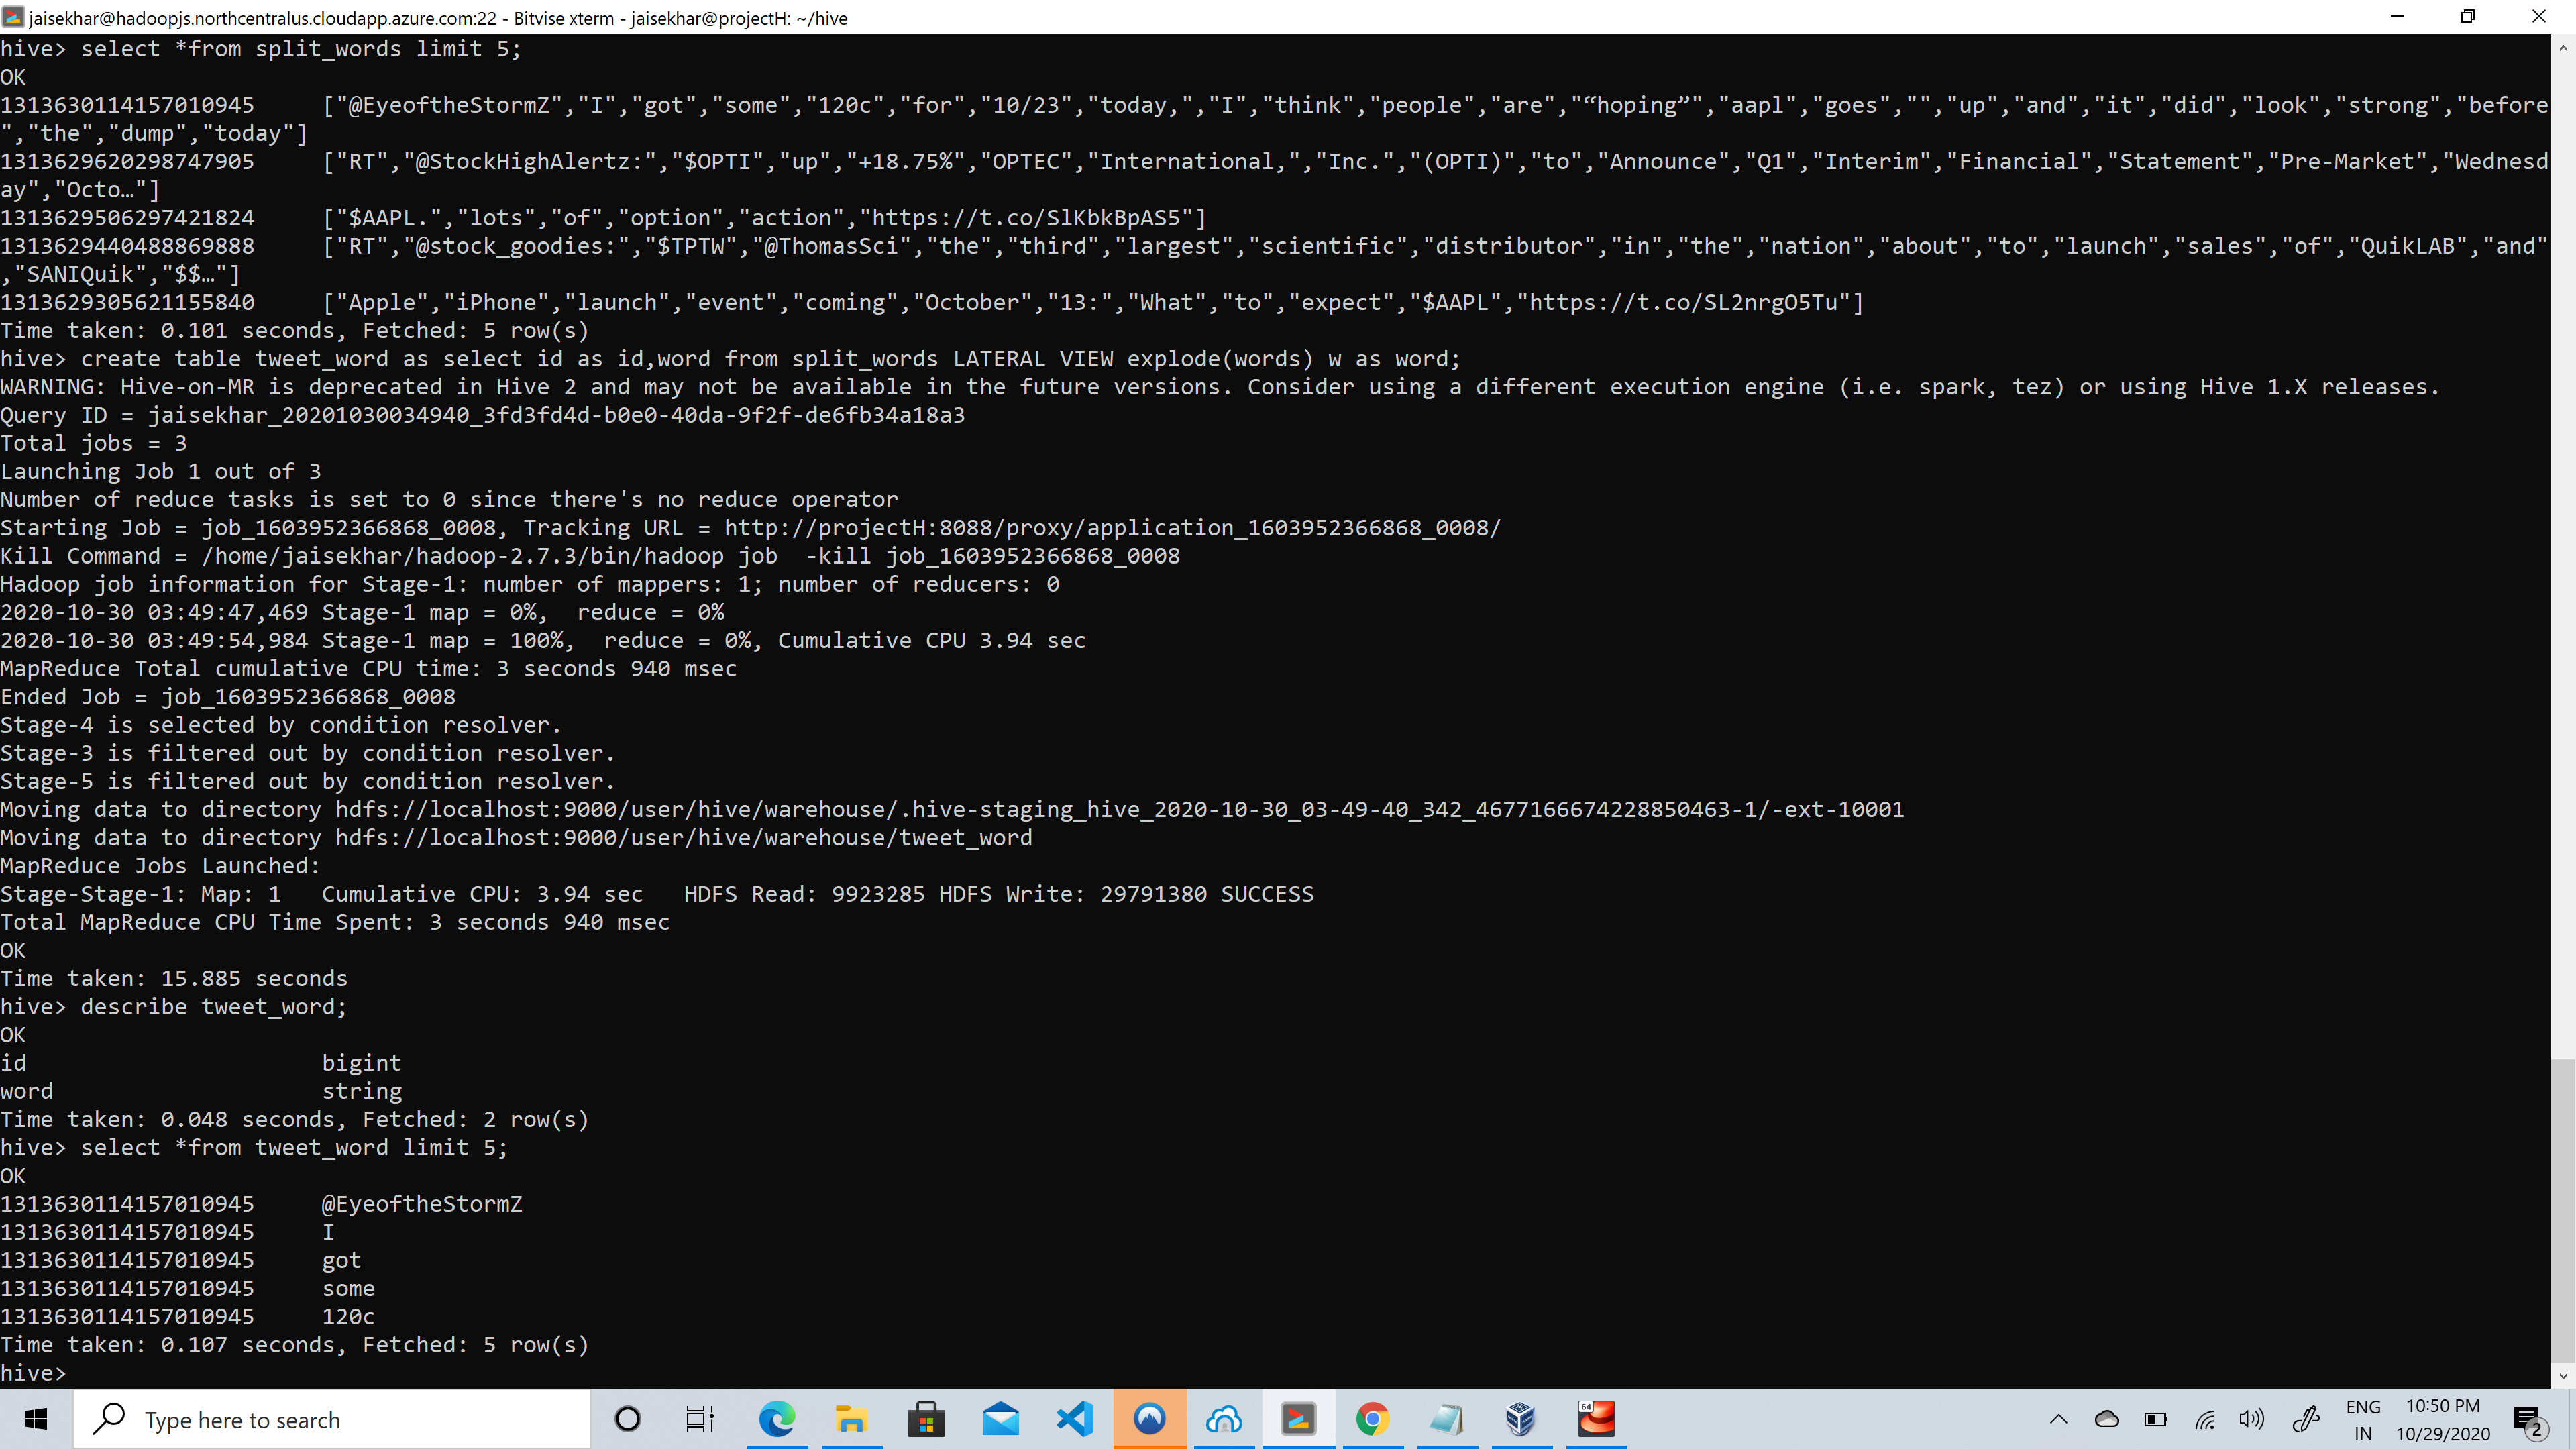 jaisekhar@hadoopjs.northcentralus.cloudapp.azure.com:22 - Bitvise xterm - jaisekhar@projectH: ~/hive
hive> select *from split_words limit 5;
OK
1313630114157010945     ["@EyeoftheStormZ","I","got","some","120c","for","10/23","today,","I","think","people","are","“hoping”","aapl","goes","","up","and","it","did","look","strong","before
","the","dump","today"]
1313629620298747905     ["RT","@StockHighAlertz:","$OPTI","up","+18.75%","OPTEC","International,","Inc.","(OPTI)","to","Announce","Q1","Interim","Financial","Statement","Pre-Market","Wednesd
ay","Octo…"]
1313629506297421824     ["$AAPL.","lots","of","option","action","https://t.co/SlKbkBpAS5"]
1313629440488869888     ["RT","@stock_goodies:","$TPTW","@ThomasSci","the","third","largest","scientific","distributor","in","the","nation","about","to","launch","sales","of","QuikLAB","and"
,"SANIQuik","$$…"]
1313629305621155840     ["Apple","iPhone","launch","event","coming","October","13:","What","to","expect","$AAPL","https://t.co/SL2nrgO5Tu"]
Time taken: 0.101 seconds, Fetched: 5 row(s)
hive> create table tweet_word as select id as id,word from split_words LATERAL VIEW explode(words) w as word;
WARNING: Hive-on-MR is deprecated in Hive 2 and may not be available in the future versions. Consider using a different execution engine (i.e. spark, tez) or using Hive 1.X releases.
Query ID = jaisekhar_20201030034940_3fd3fd4d-b0e0-40da-9f2f-de6fb34a18a3
Total jobs = 3
Launching Job 1 out of 3
Number of reduce tasks is set to 0 since there's no reduce operator
Starting Job = job_1603952366868_0008, Tracking URL = http://projectH:8088/proxy/application_1603952366868_0008/
Kill Command = /home/jaisekhar/hadoop-2.7.3/bin/hadoop job  -kill job_1603952366868_0008
Hadoop job information for Stage-1: number of mappers: 1; number of reducers: 0
2020-10-30 03:49:47,469 Stage-1 map = 0%,  reduce = 0%
2020-10-30 03:49:54,984 Stage-1 map = 100%,  reduce = 0%, Cumulative CPU 3.94 sec
MapReduce Total cumulative CPU time: 3 seconds 940 msec
Ended Job = job_1603952366868_0008
Stage-4 is selected by condition resolver.
Stage-3 is filtered out by condition resolver.
Stage-5 is filtered out by condition resolver.
Moving data to directory hdfs://localhost:9000/user/hive/warehouse/.hive-staging_hive_2020-10-30_03-49-40_342_4677166674228850463-1/-ext-10001
Moving data to directory hdfs://localhost:9000/user/hive/warehouse/tweet_word
MapReduce Jobs Launched:
Stage-Stage-1: Map: 1   Cumulative CPU: 3.94 sec   HDFS Read: 9923285 HDFS Write: 29791380 SUCCESS
Total MapReduce CPU Time Spent: 3 seconds 940 msec
OK
Time taken: 15.885 seconds
hive> describe tweet_word;
OK
id                      bigint
word                    string
Time taken: 0.048 seconds, Fetched: 2 row(s)
hive> select *from tweet_word limit 5;
OK
1313630114157010945     @EyeoftheStormZ
1313630114157010945     I
1313630114157010945     got
1313630114157010945     some
1313630114157010945     120c
Time taken: 0.107 seconds, Fetched: 5 row(s)
hive>
Type here to search
64
ENG
IN
10:50 PM
10/29/2020
2